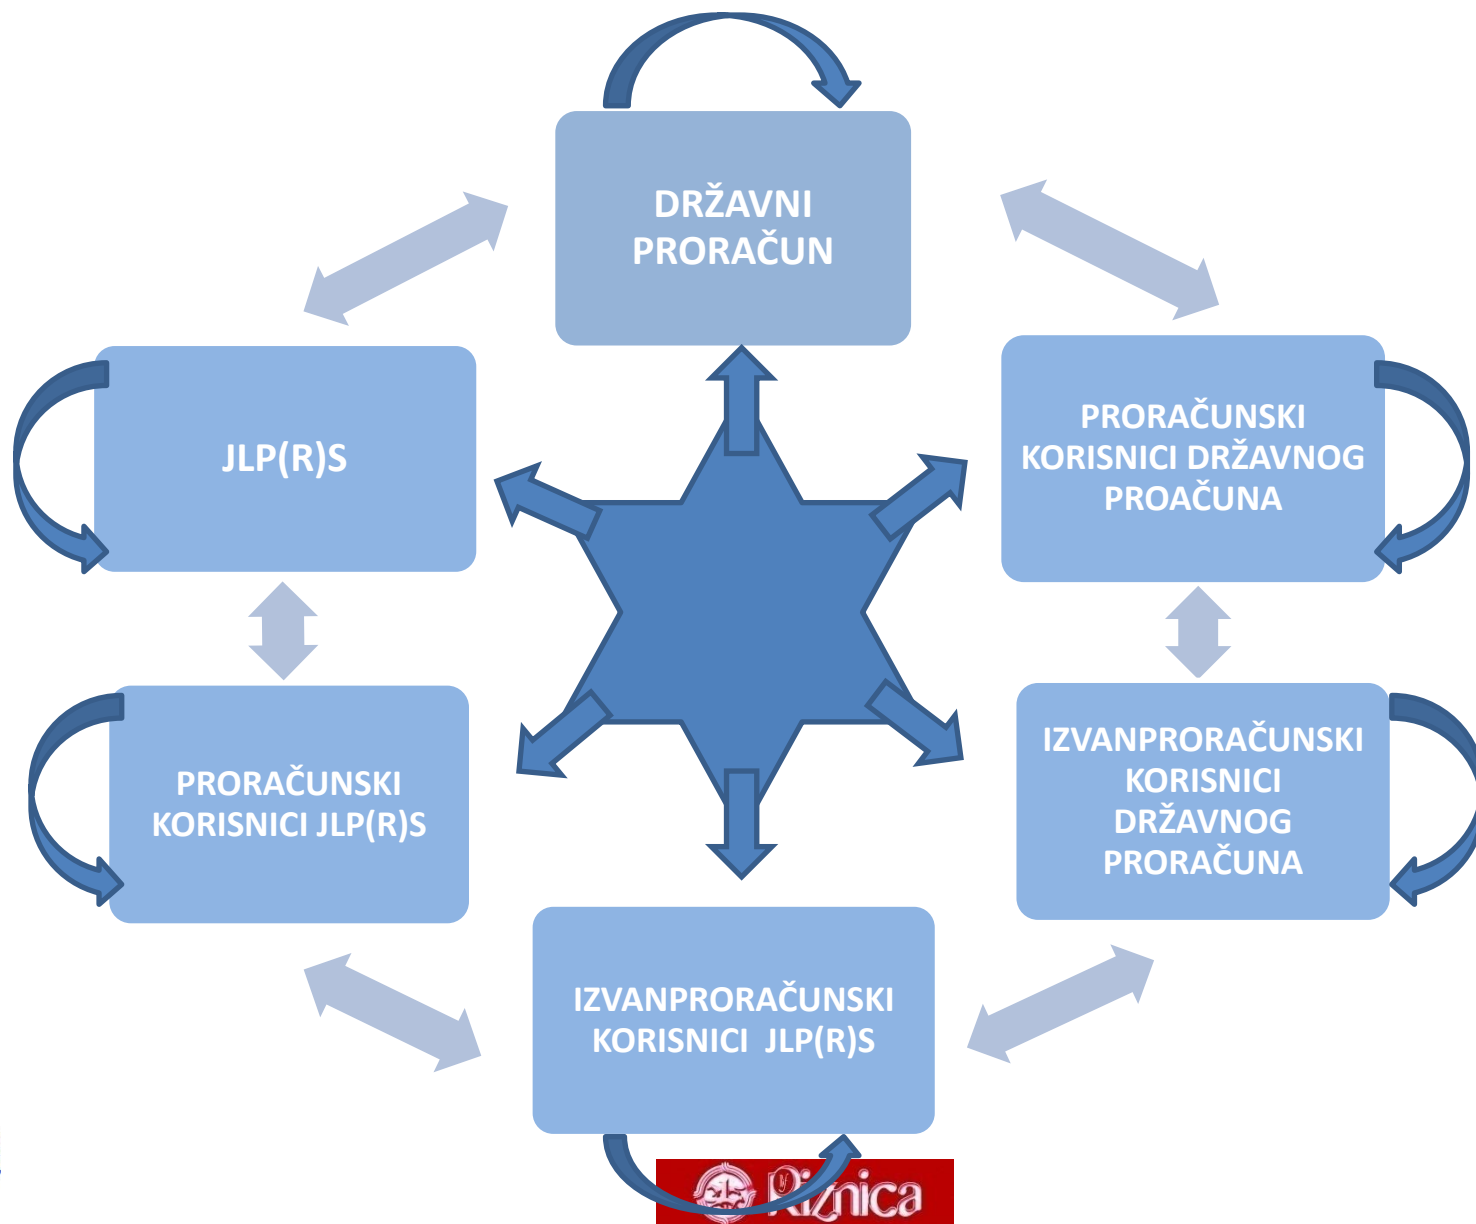 DRŽAVNI
PRORAČUN
JLP(R)S
PRORAČUNSKI
KORISNICI DRŽAVNOG
PROAČUNA
PRORAČUNSKI
KORISNICI JLP(R)S
IZVANPRORAČUNSKI
KORISNICI
DRŽAVNOG
PRORAČUNA
IZVANPRORAČUNSKI
KORISNICI JLP(R)S
Riznica